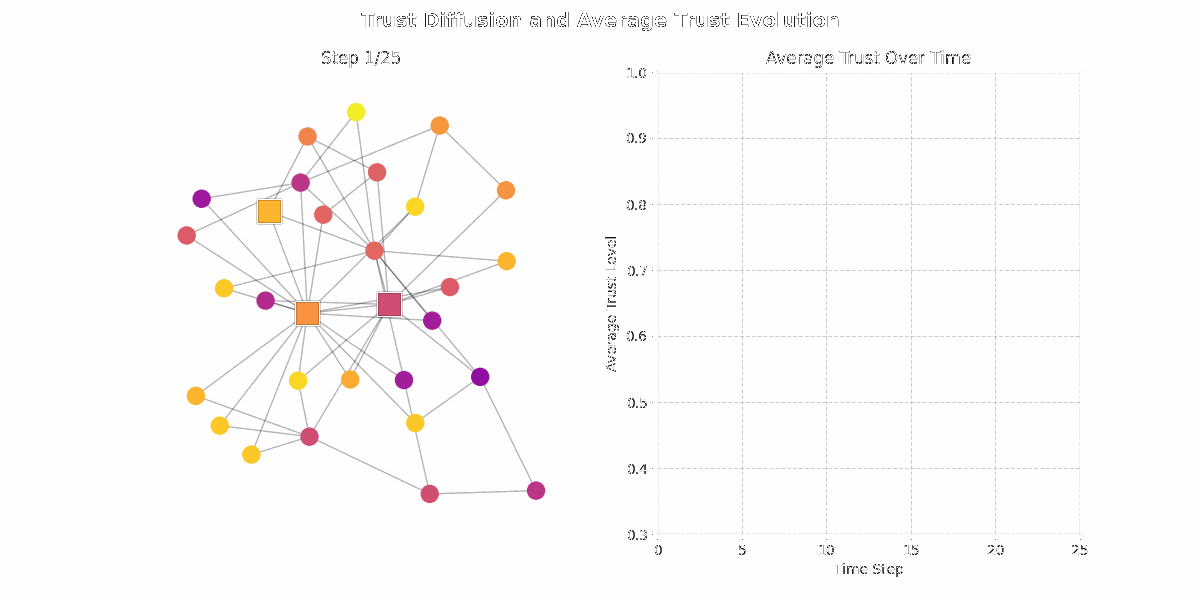 Trust Diffusion and Average Trust Evolution
Step 1/25
Average Trust Over Time
1.0
0.9
0.8
0.7
0.6
0.5
0.4
0.3
Average Trust Level
0 5 10 15 20 25
Time Step